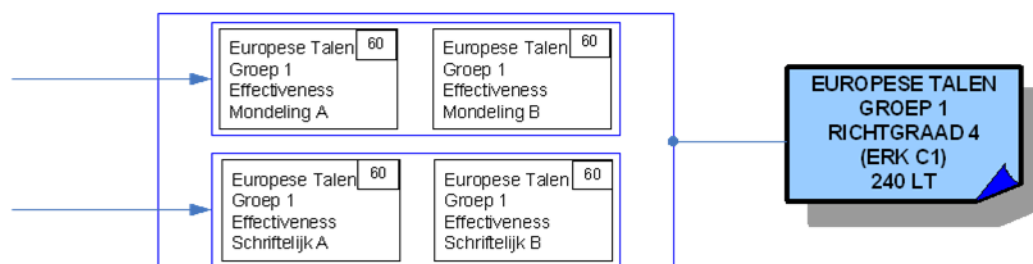 Europese Talen 60
Groep 1
Effectiveness
Mondeling A
Europese Talen 60
Groep 1
Effectiveness
Mondeling B
Europese Talen 60
Groep 1
Effectiveness
Schriftelijk A
Europese Talen 60
Groep 1
Effectiveness
Schriftelijk B
EUROPESE TALEN
GROEP 1
RICHTGRAAD 4
(ERK C1)
240 LT